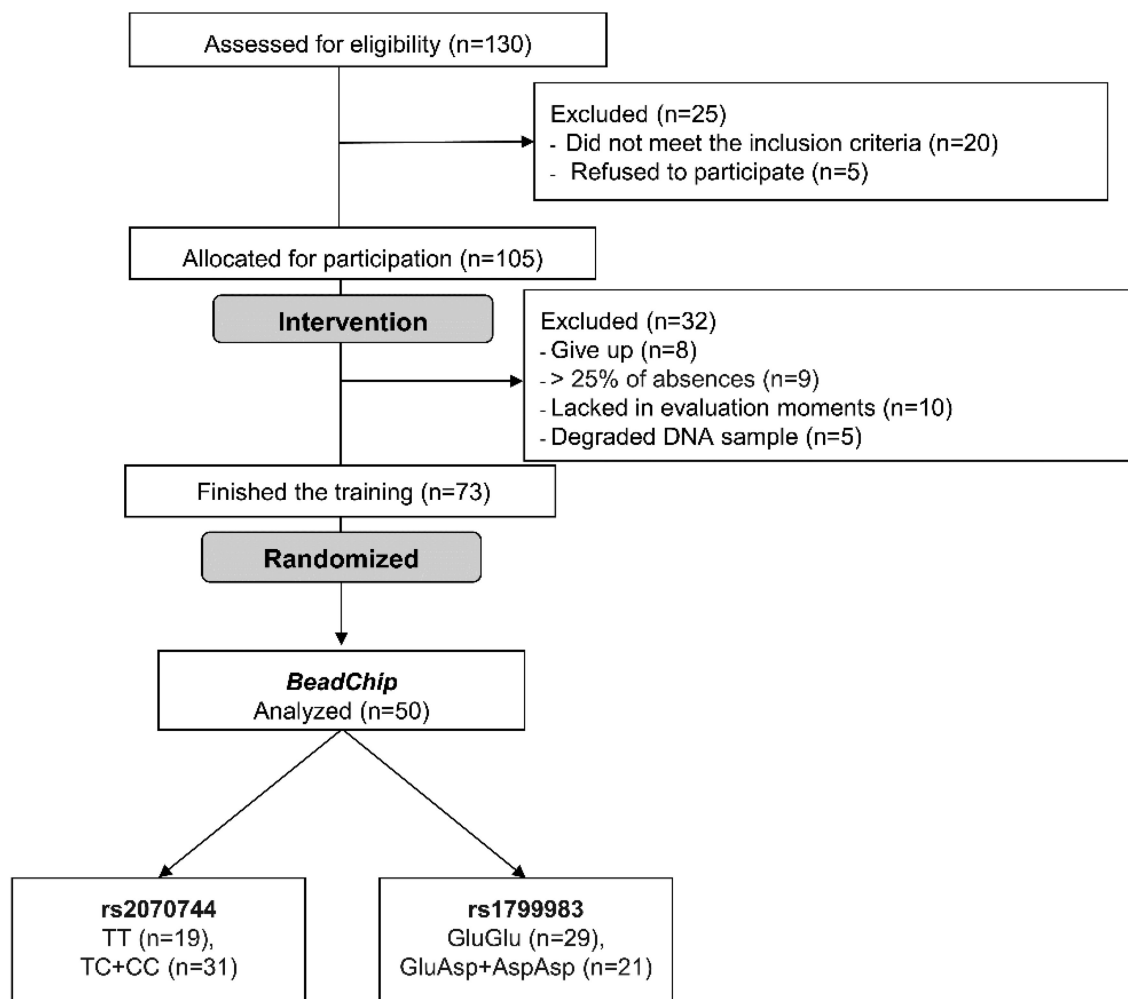 Assessed for eligibility (n=130)
Excluded (n=25)
- Did not meet the inclusion criteria (n=20)
- Refused to participate (n=5)
Allocated for participation (n=105)
Intervention
Excluded (n=32)
- Give up (n=8)
- > 25% of absences (n=9)
- Lacked in evaluation moments (n=10)
- Degraded DNA sample (n=5)
Finished the training (n=73)
Randomized
BeadChip
Analyzed (n=50)
rs2070744
TT (n=19),
TC+CC (n=31)
rs1799983
GluGlu (n=29),
GluAsp+AspAsp (n=21)